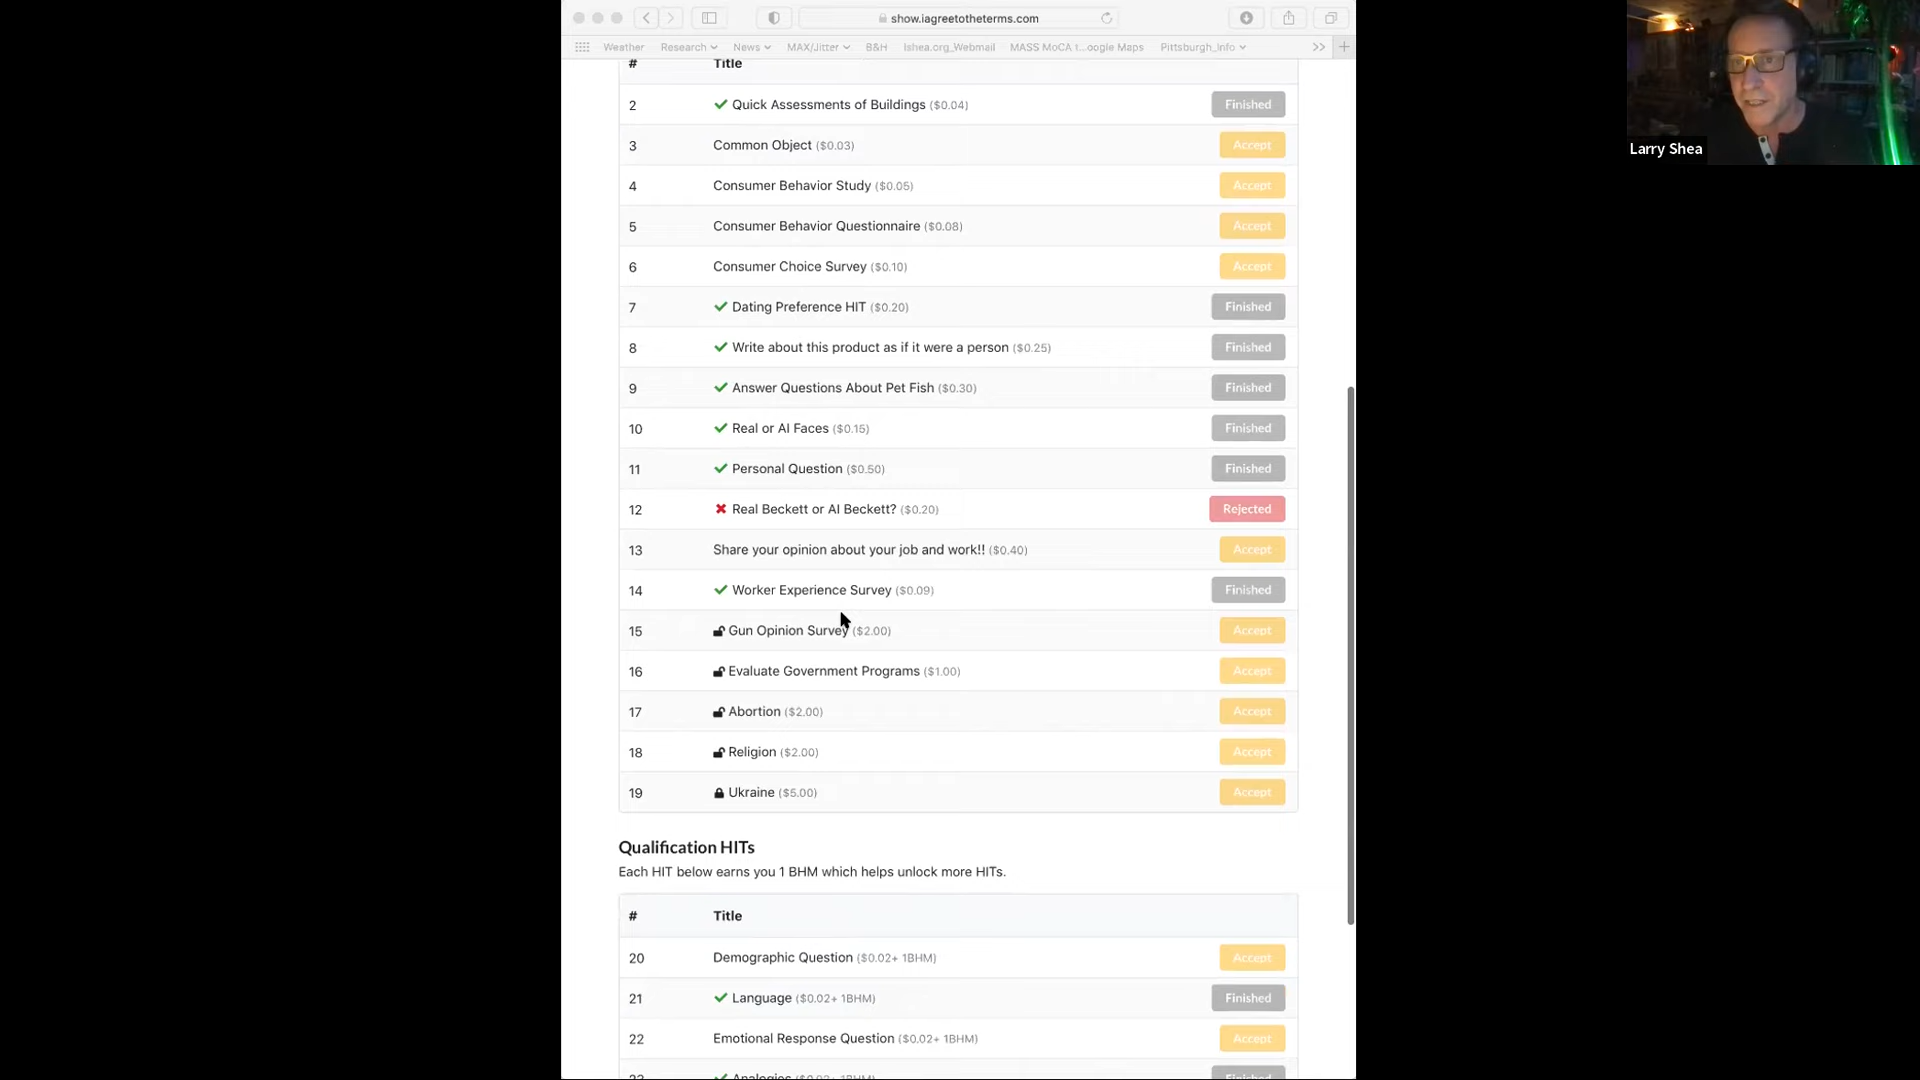 show.iagreetotheterms.com
Weather Research News MAX/Jitter B&H lshea.org_Webmail MASS MoCA t...oogle Maps Pittsburgh_Info
# Title
2 Quick Assessments of Buildings ($0.04) Finished
3 Common Object ($0.03) Accept
4 Consumer Behavior Study ($0.05) Accept
5 Consumer Behavior Questionnaire ($0.08) Accept
6 Consumer Choice Survey ($0.10) Accept
7 Dating Preference HIT ($0.20) Finished
8 Write about this product as if it were a person ($0.25) Finished
9 Answer Questions About Pet Fish ($0.30) Finished
10 Real or AI Faces ($0.15) Finished
11 Personal Question ($0.50) Finished
12 Real Beckett or AI Beckett? ($0.20) Rejected
13 Share your opinion about your job and work!! ($0.40) Accept
14 Worker Experience Survey ($0.09) Finished
15 Gun Opinion Survey ($2.00) Accept
16 Evaluate Government Programs ($1.00) Accept
17 Abortion ($2.00) Accept
18 Religion ($2.00) Accept
19 Ukraine ($5.00) Accept
Qualification HITs
Each HIT below earns you 1 BHM which helps unlock more HITs.
# Title
20 Demographic Question ($0.02+ 1BHM) Accept
21 Language ($0.02+ 1BHM) Finished
22 Emotional Response Question ($0.02+ 1BHM) Accept
23 Analogies ($0.02+ 1BHM) Finished
Larry Shea